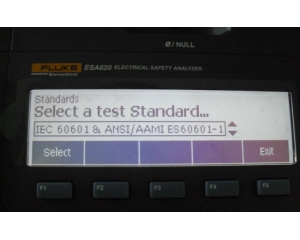 Ø/NULL
FLUKE
Biomedical
ESA620 ELECTRICAL SAFETY ANALYZER
Standards
Select a test Standard...
IEC 60601 & ANSI/AAMI ES60601-1
Select
Exit
F1
F2
F3
F4
F5